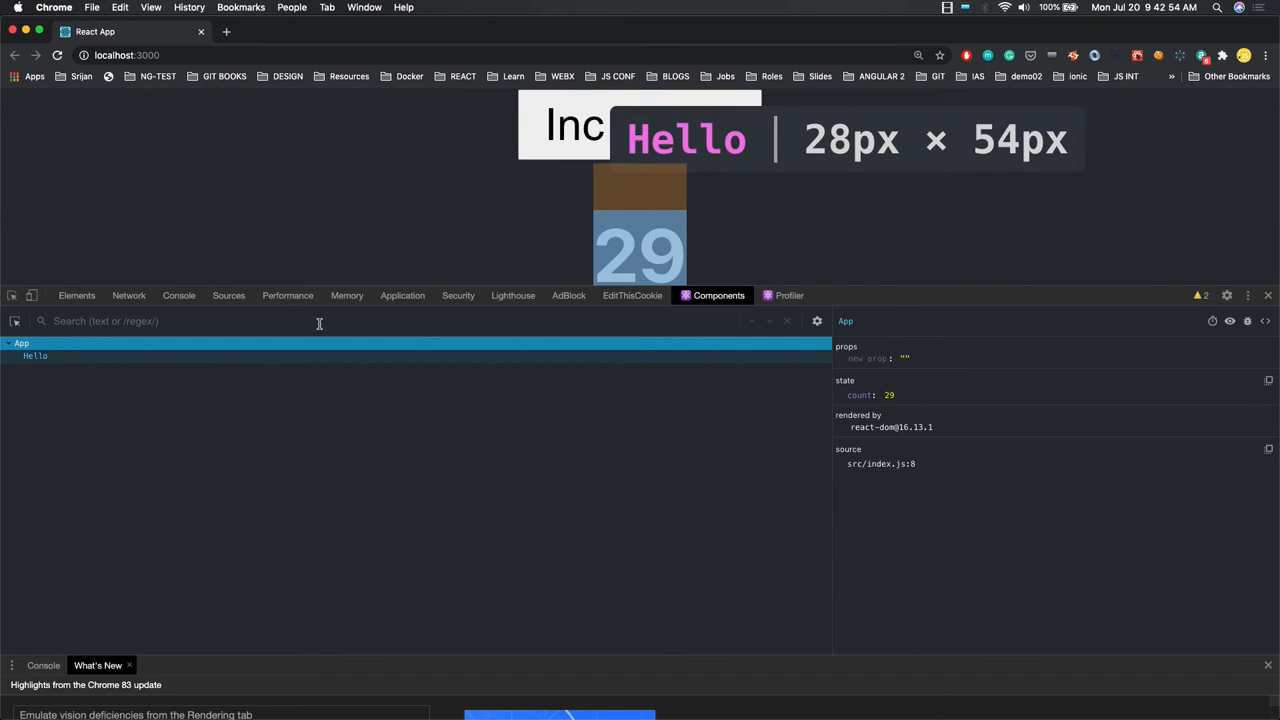 Chrome File Edit View History Bookmarks People Tab Window Help 100% Mon Jul 20 9:42:54 AM
React App
localhost:3000
Apps Srijan NG-TEST GIT BOOKS DESIGN Resources Docker REACT Learn WEBX JS CONF BLOGS Jobs Roles Slides ANGULAR 2 GIT IAS demo02 ionic JS INT » Other Bookmarks
Inc
Hello | 28px × 54px
29
Elements Network Console Sources Performance Memory Application Security Lighthouse AdBlock EditThisCookie Components Profiler 2
Search (text or /regex/)
App
App
Hello
props
new prop: ""
state
count: 29
rendered by
react-dom@16.13.1
source
src/index.js:8
Console What's New
Highlights from the Chrome 83 update
Emulate vision deficiencies from the Rendering tab